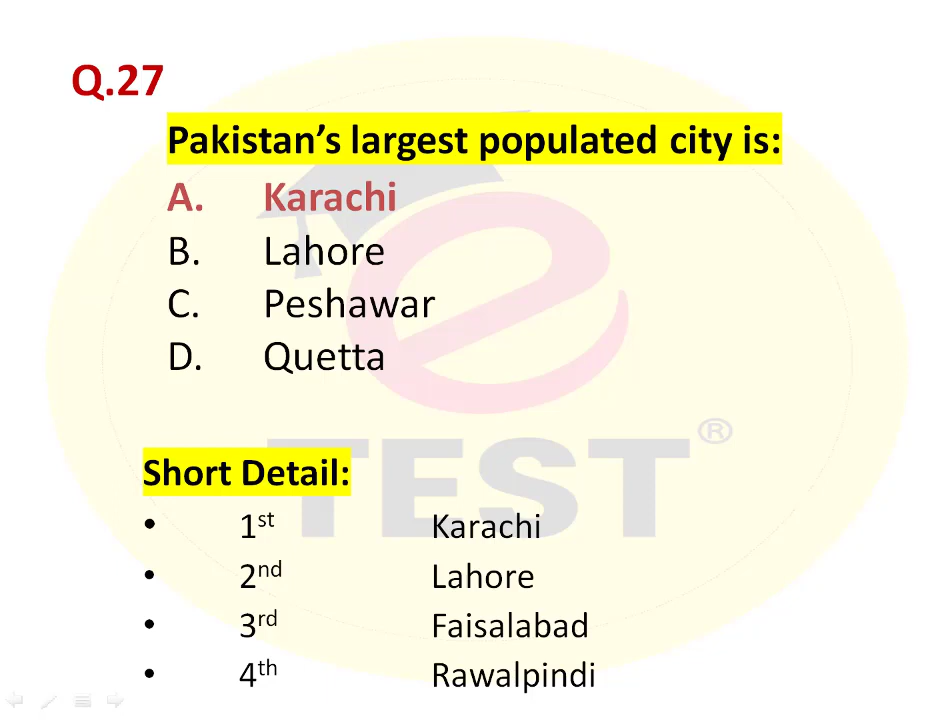 Q.27
Pakistan’s largest populated city is:
A. Karachi
B. Lahore
C. Peshawar
D. Quetta
e
TEST ®
Short Detail:
• 1st Karachi
• 2nd Lahore
• 3rd Faisalabad
• 4th Rawalpindi